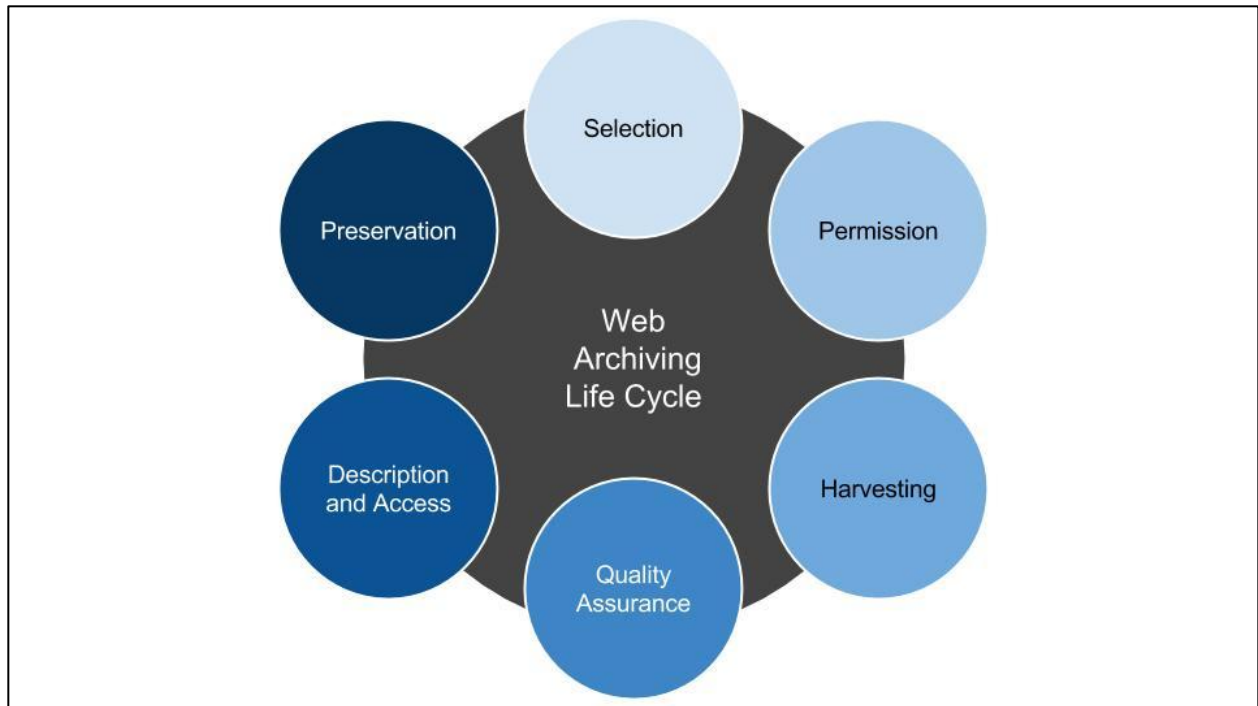 Selection
Permission
Harvesting
Quality
Assurance
Description
and Access
Preservation
Web
Archiving
Life Cycle